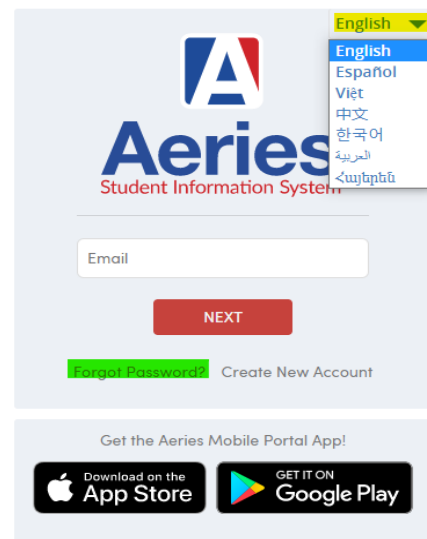 English
English
Español
Việt
中文
한국어
العربية
Հայերեն
Aeries
Student Information System
Email
NEXT
Forgot Password? Create New Account
Get the Aeries Mobile Portal App!
Download on the
App Store
GET IT ON
Google Play